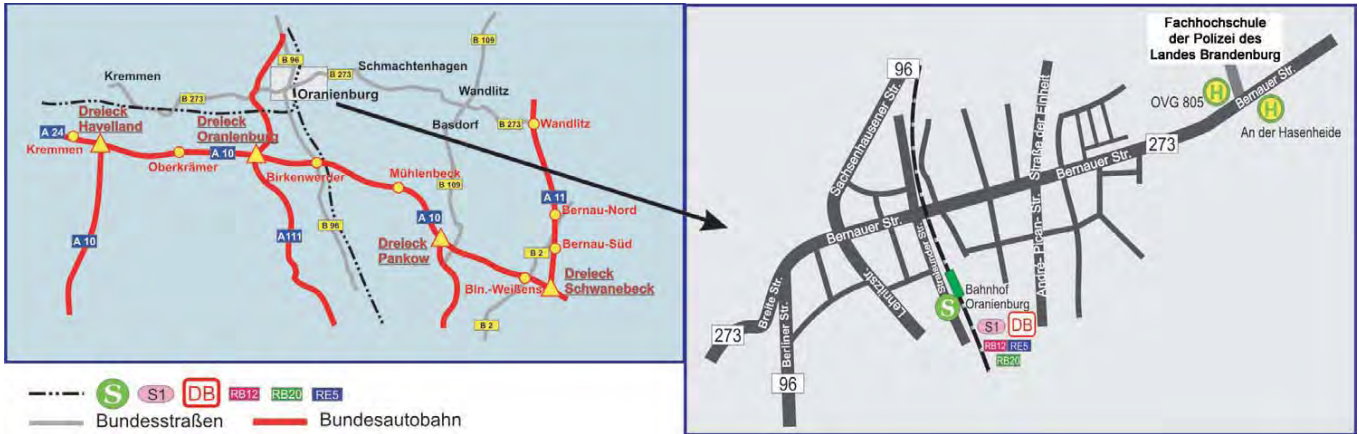 B 109
B 96
Schmachtenhagen
B 273
Kremmen
Wandlitz
B 273
Oranienburg
Dreieck
Havelland
Dreieck
Oranienburg
Basdorf
B 273
Wandlitz
A 24
Kremmen
A 10
Oberkrämer
Birkenwerder
Mühlenbeck
B 109
A 11
Bernau-Nord
A 10
B 96
A 10
A111
Dreieck
Pankow
B 2
Bernau-Süd
Dreieck
Schwanebeck
Bln.-Weißens
B 2
S
S1
DB
RB12
RB20
RE5
Bundesstraßen
Bundesautobahn
Fachhochschule
der Polizei des
Landes Brandenburg
96
Sachsenhausener Str.
Straße der Einheit
OVG 805
H
Bernauer Str.
H
An der Hasenheide
273
Bernauer Str.
Bernauer Str.
Stralsunder Str.
André-Pican-Str.
Lehnitzstr.
Breite Str.
Berliner Str.
273
96
Bahnhof
Oranienburg
S
S1
DB
RB12
RE5
RB20